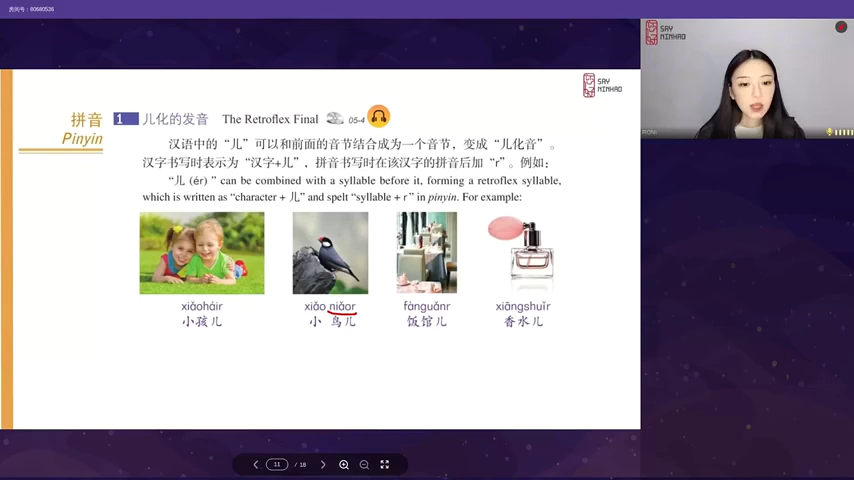 房间号：80680536
SAY
NINHAO
SAY
NINHAO
拼音
Pinyin
1 儿化的发音 The Retroflex Final 05-4
汉语中的“儿”可以和前面的音节结合成为一个音节，变成“儿化音”。
汉字书写时表示为“汉字+儿”，拼音书写时在该汉字的拼音后加“r”。例如：
“儿 (ér) ” can be combined with a syllable before it, forming a retroflex syllable,
which is written as “character + 儿” and spelt “syllable + r” in pinyin. For example:
xiǎoháir
小孩儿
xiǎo niǎor
小 鸟儿
fànguǎnr
饭馆儿
xiāngshuǐr
香水儿
RONI
11 / 18